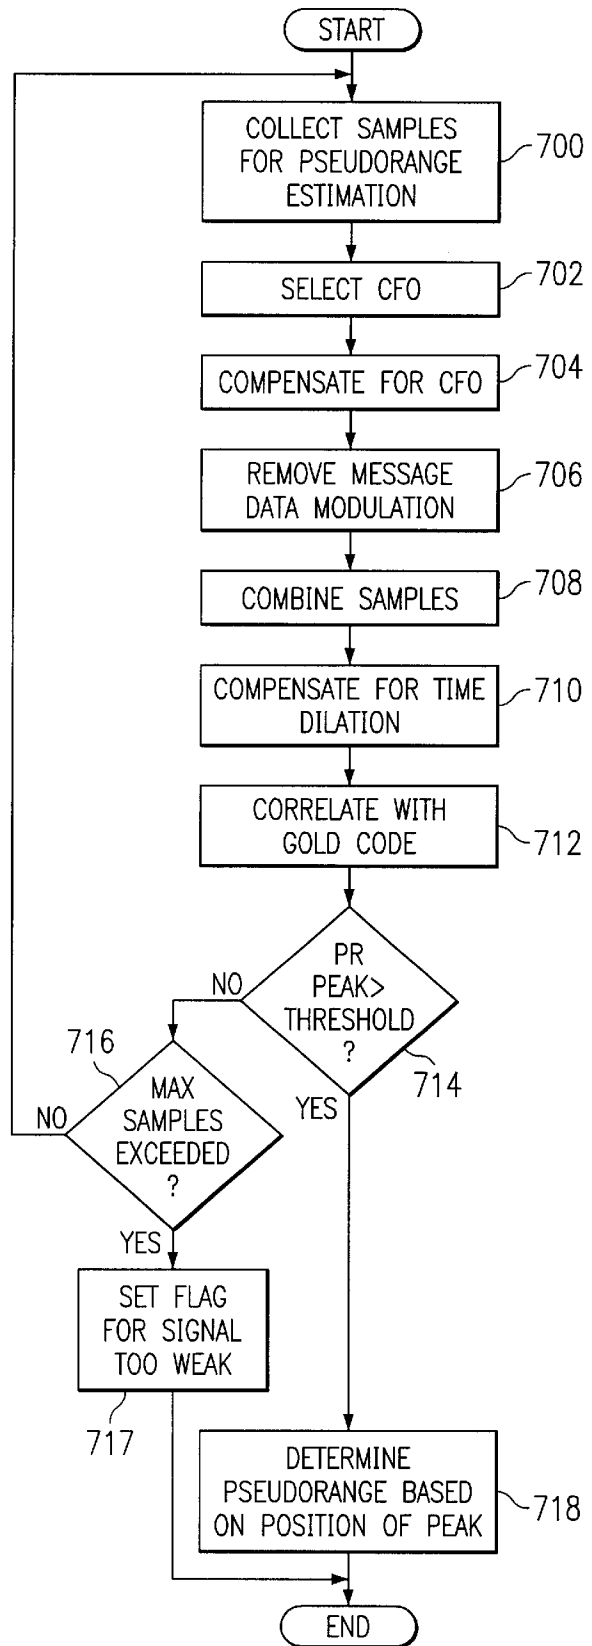 START
COLLECT SAMPLES
FOR PSEUDORANGE
ESTIMATION
700
SELECT CFO
702
COMPENSATE FOR CFO
704
REMOVE MESSAGE
DATA MODULATION
706
COMBINE SAMPLES
708
COMPENSATE FOR TIME
DILATION
710
CORRELATE WITH
GOLD CODE
712
PR
PEAK>
THRESHOLD
?
714
NO
YES
716
MAX
SAMPLES
EXCEEDED
?
NO
YES
SET FLAG
FOR SIGNAL
TOO WEAK
717
DETERMINE
PSEUDORANGE BASED
ON POSITION OF PEAK
718
END